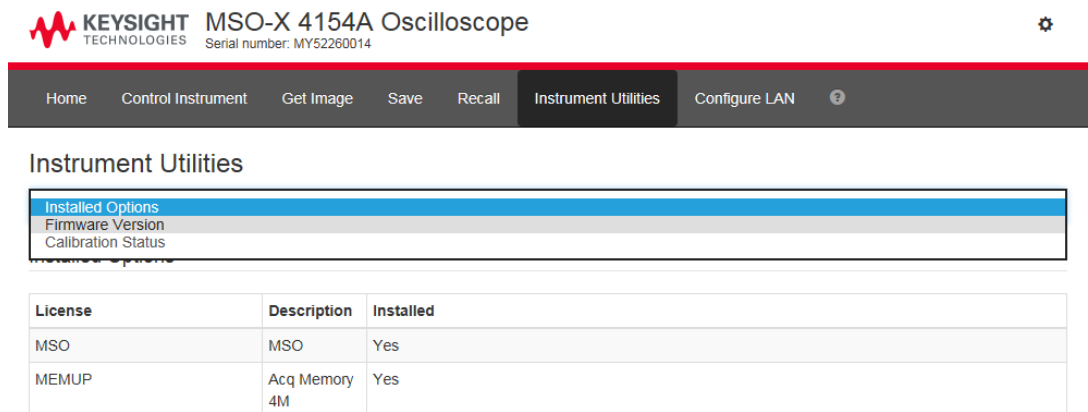 KEYSIGHT
TECHNOLOGIES
MSO-X 4154A Oscilloscope
Serial number: MY52260014
Home Control Instrument Get Image Save Recall Instrument Utilities Configure LAN ?
Instrument Utilities
Installed Options
Firmware Version
Calibration Status
Installed Options
License Description Installed
MSO MSO Yes
MEMUP Acq Memory Yes
4M